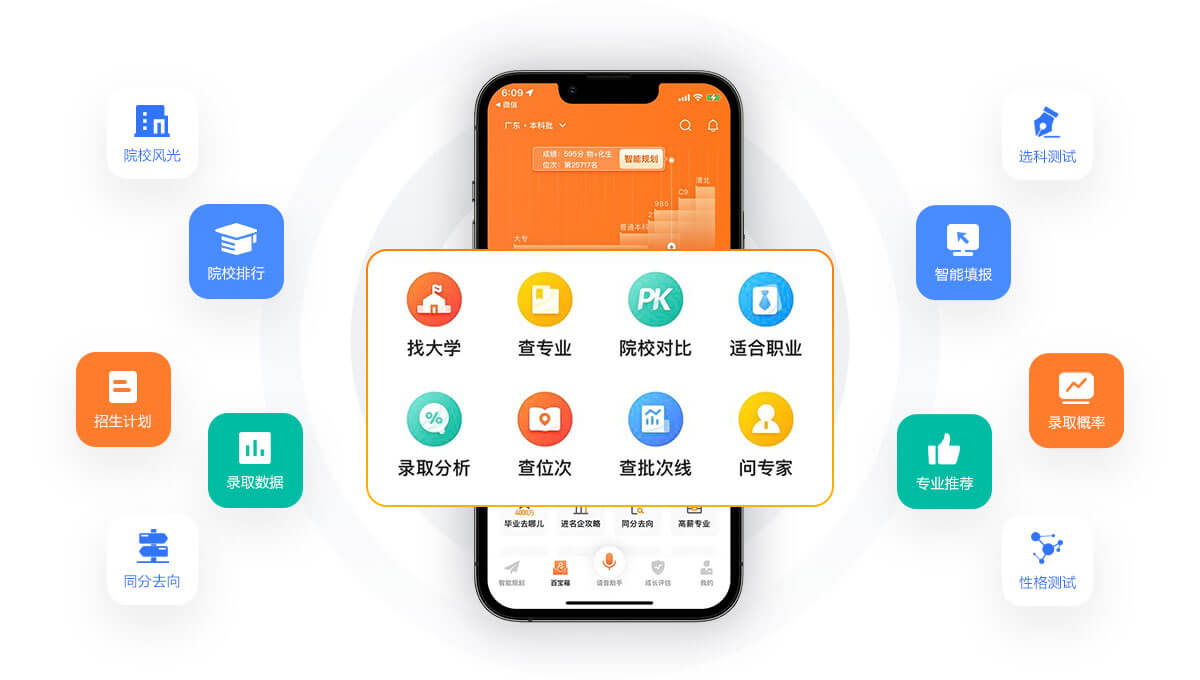 6:09
微信
广东·本科批
成绩：595分 物+化生
位次：第25717名
智能规划
清北
C9
985
2
普通本科
大专
院校风光
院校排行
招生计划
录取数据
同分去向
找大学
查专业
院校对比
PK
适合职业
录取分析
%
查位次
查批次线
问专家
4000万
毕业去哪儿
进名企攻略
同分去向
高薪专业
智能规划
百宝箱
语音助手
成长评估
我的
选科测试
智能填报
录取概率
专业推荐
性格测试